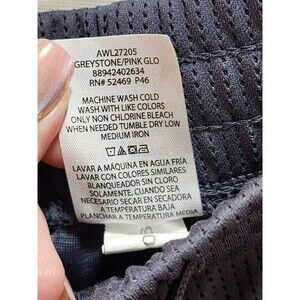 AWL27205
GREYSTONE/PINK GLO
88942402634
RN# 52469 P46
MACHINE WASH COLD
WASH WITH LIKE COLORS
ONLY NON CHLORINE BLEACH
WHEN NEEDED TUMBLE DRY LOW
MEDIUM IRON
LAVAR A MÁQUINA EN AGUA FRÍA
LAVAR CON COLORES SIMILARES
BLANQUEADOR SIN CLORO
SOLAMENTE, CUANDO SEA
NECESARIO SECAR EN SECADORA
A TEMPERATURA BAJA
PLANCHAR A TEMPERATURA MEDIA